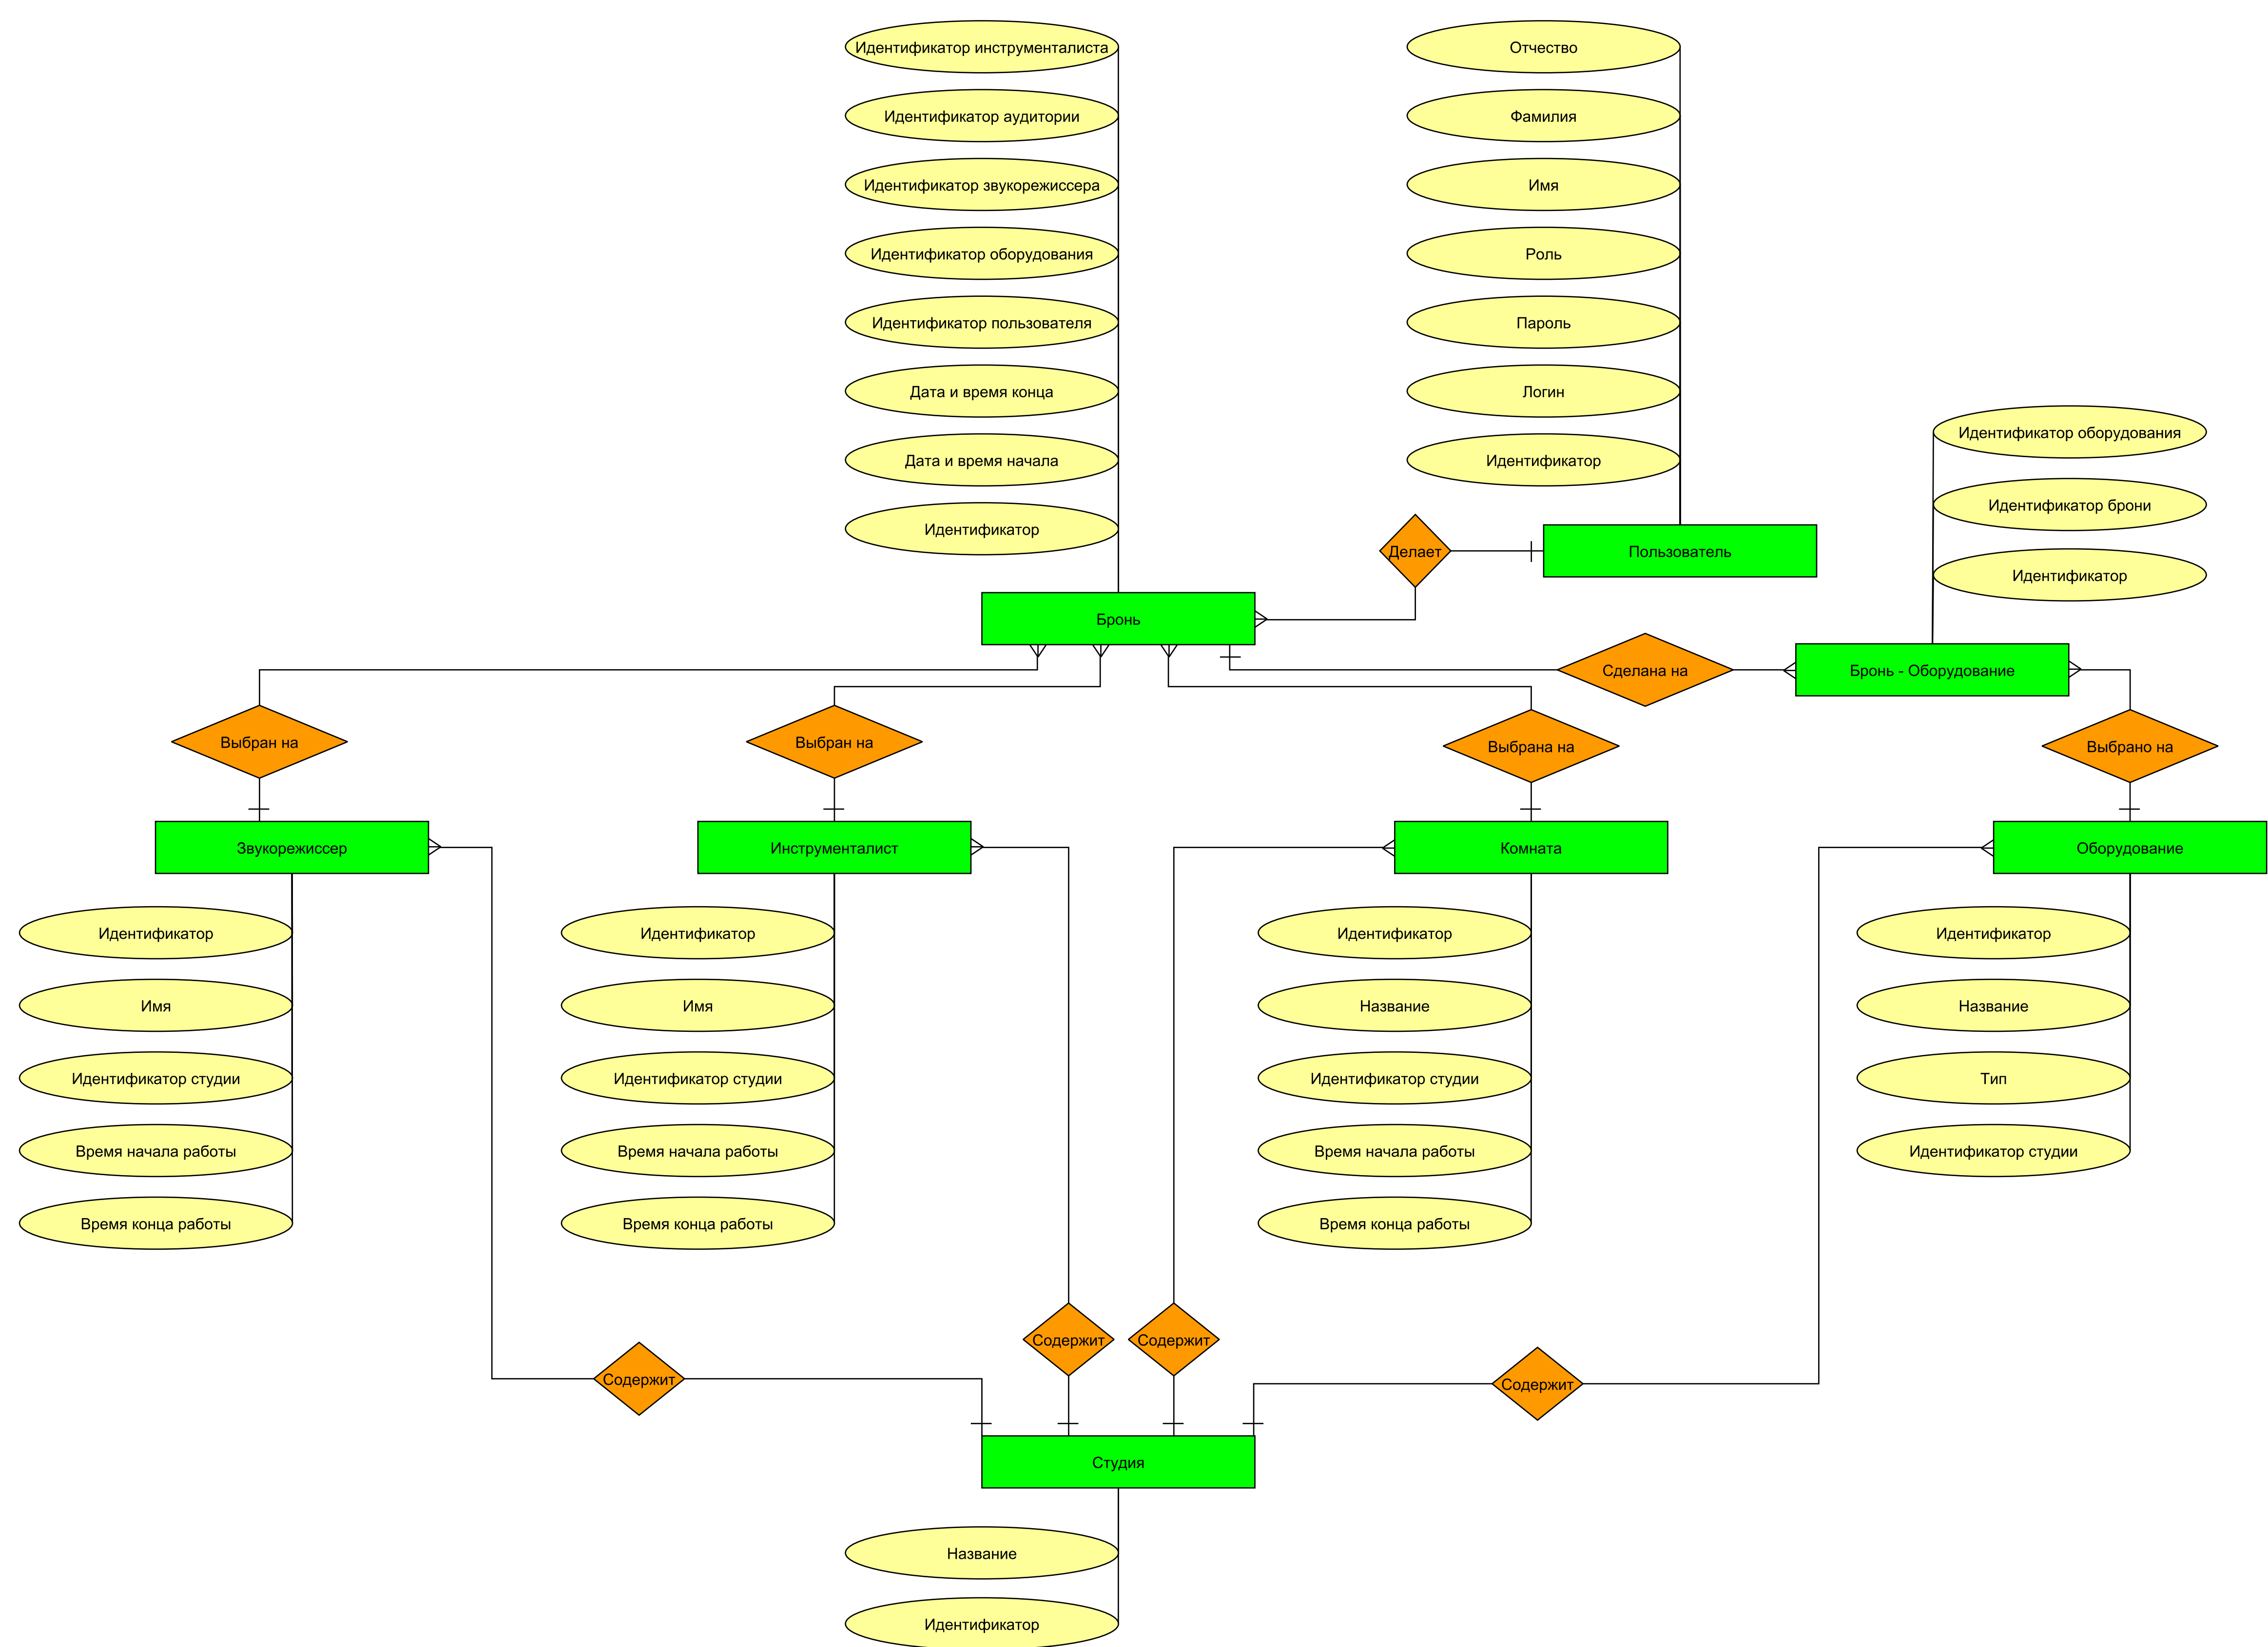 Идентификатор инструменталиста
Отчество
Идентификатор аудитории
Фамилия
Идентификатор звукорежиссера
Имя
Идентификатор оборудования
Роль
Идентификатор пользователя
Пароль
Дата и время конца
Логин
Идентификатор оборудования
Дата и время начала
Идентификатор
Идентификатор брони
Идентификатор
Делает
Пользователь
Идентификатор
Бронь
Сделана на
Бронь - Оборудование
Выбран на
Выбран на
Выбрана на
Выбрано на
Звукорежиссер
Инструменталист
Комната
Оборудование
Идентификатор
Идентификатор
Идентификатор
Идентификатор
Имя
Имя
Название
Название
Идентификатор студии
Идентификатор студии
Идентификатор студии
Тип
Время начала работы
Время начала работы
Время начала работы
Идентификатор студии
Время конца работы
Время конца работы
Время конца работы
Содержит
Содержит
Содержит
Содержит
Студия
Название
Идентификатор